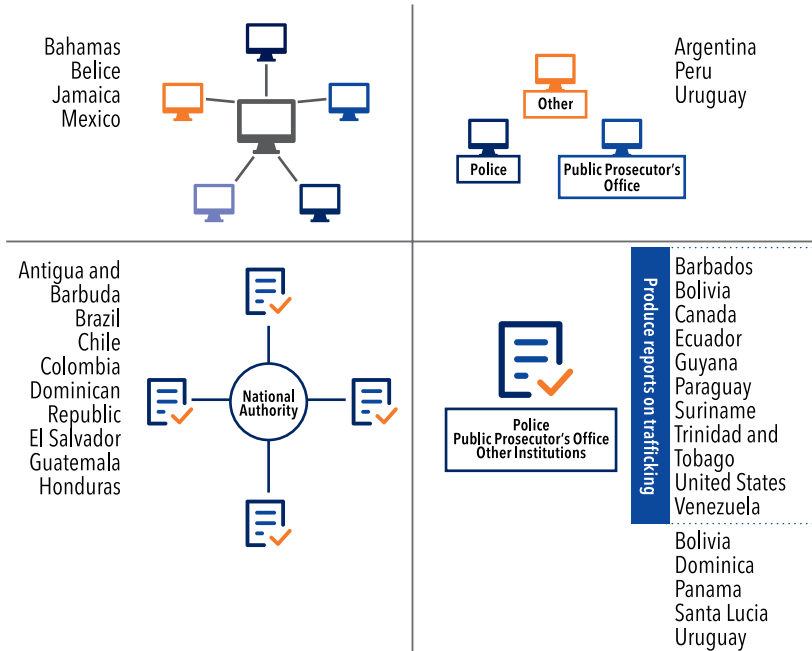 Bahamas
Belice
Jamaica
Mexico
Argentina
Peru
Uruguay
Other
Police
Public Prosecutor's
Office
Antigua and
Barbuda
Brazil
Chile
Colombia
Dominican
Republic
El Salvador
Guatemala
Honduras
National
Authority
Police
Public Prosecutor's Office
Other Institutions
Produce reports on trafficking
Barbados
Bolivia
Canada
Ecuador
Guyana
Paraguay
Suriname
Trinidad and
Tobago
United States
Venezuela
Bolivia
Dominica
Panama
Santa Lucia
Uruguay